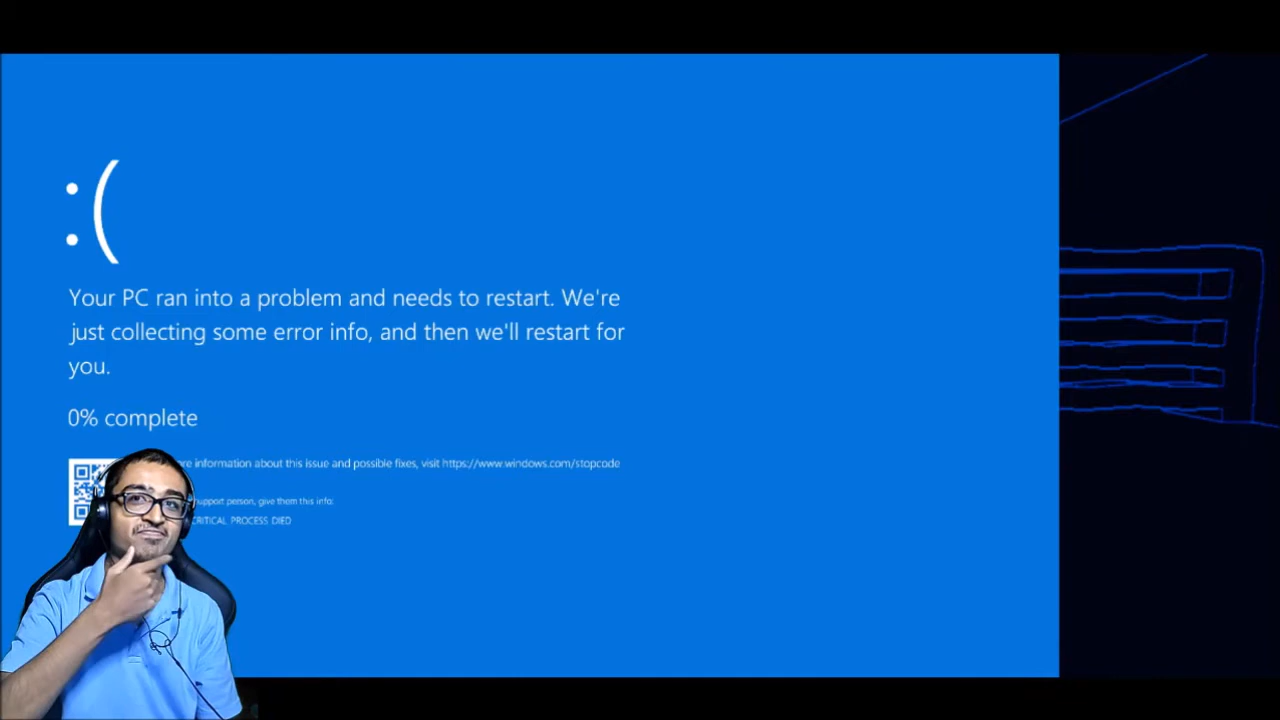 :(
Your PC ran into a problem and needs to restart. We're
just collecting some error info, and then we'll restart for
you.
0% complete
information about this issue and possible fixes, visit https://www.windows.com/stopcode
support person, give them this info:
CRITICAL PROCESS DIED